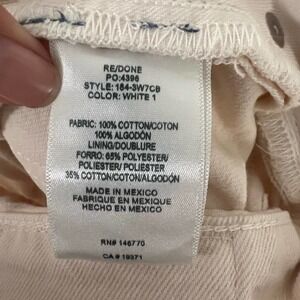 RE/DONE
PO:4396
STYLE: 184-3W7CB
COLOR: WHITE 1
FABRIC: 100% COTTON/COTON
100% ALGODÓN
LINING/DOUBLURE
FORRO: 65% POLYESTER/
POLIESTER/ POLIÉSTER
35% COTTON/COTON/ALGODÓN
MADE IN MEXICO
FABRIQUE EN MEXIQUE
HECHO EN MEXICO
RN# 146770
CA# 19371